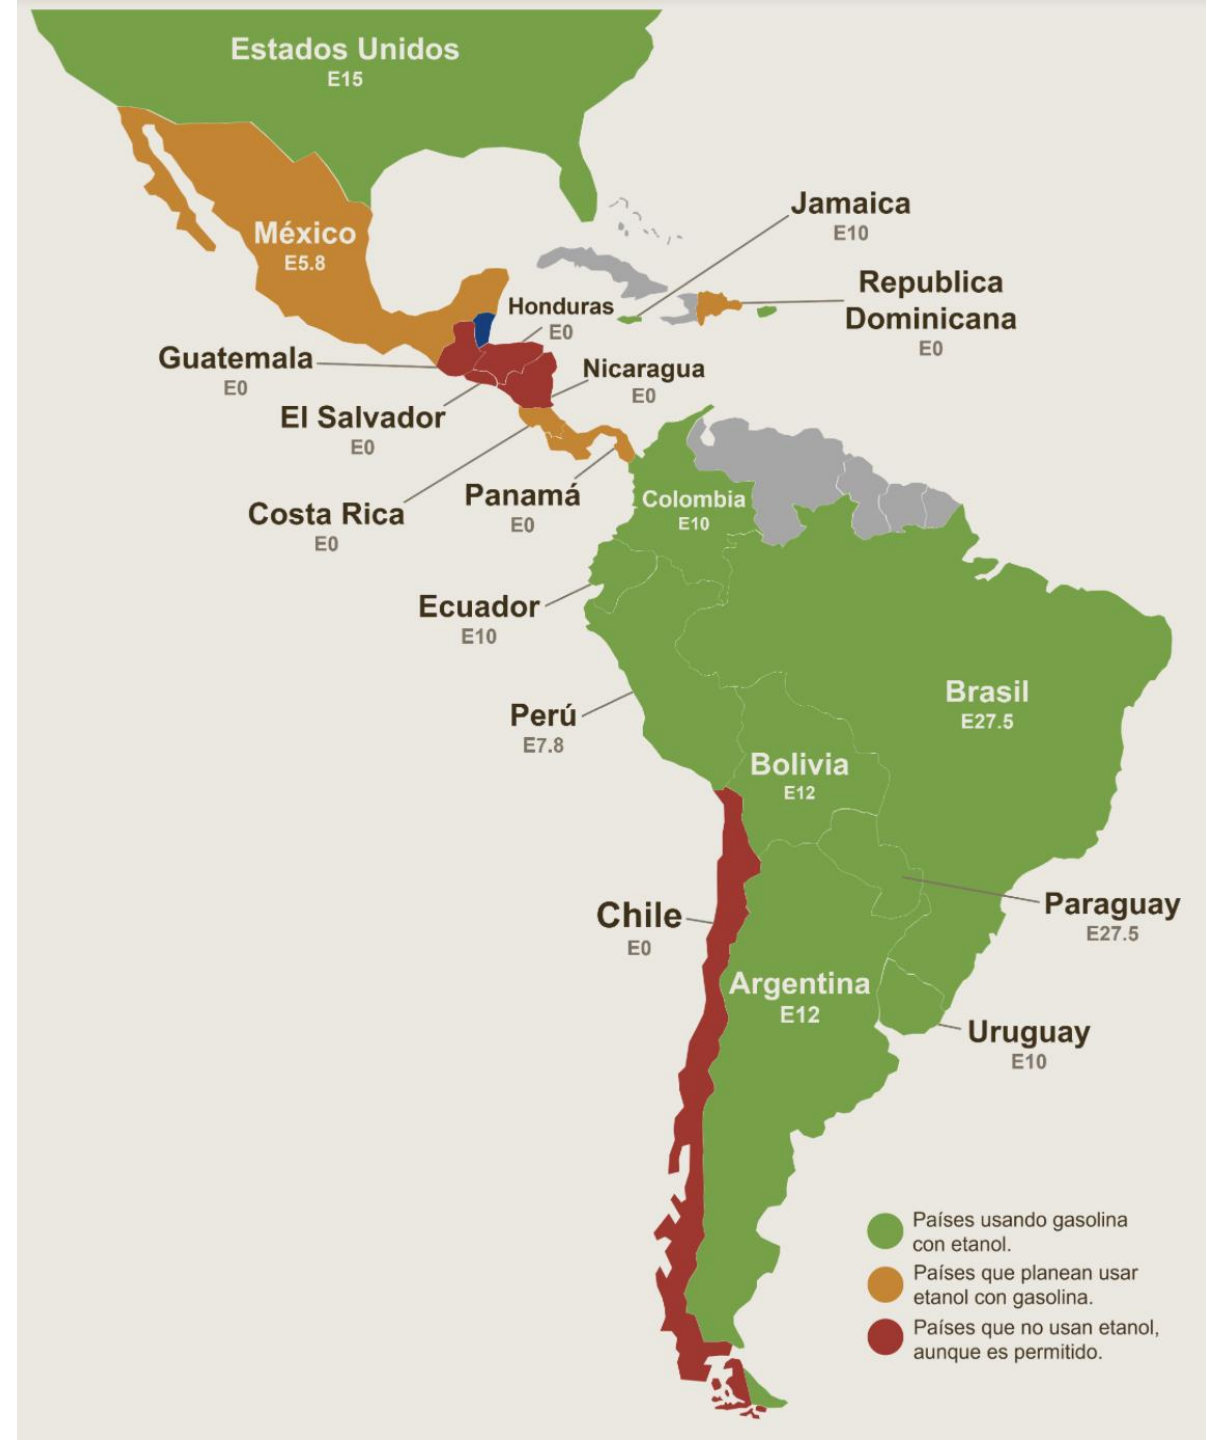 Estados Unidos
E15
México
E5.8
Jamaica
E10
Republica
Dominicana
E0
Honduras
E0
Guatemala
E0
Nicaragua
E0
El Salvador
E0
Costa Rica
E0
Panamá
E0
Colombia
E10
Ecuador
E10
Perú
E7.8
Brasil
E27.5
Bolivia
E12
Paraguay
E27.5
Chile
E0
Argentina
E12
Uruguay
E10
Países usando gasolina
con etanol.
Países que planean usar
etanol con gasolina.
Países que no usan etanol,
aunque es permitido.